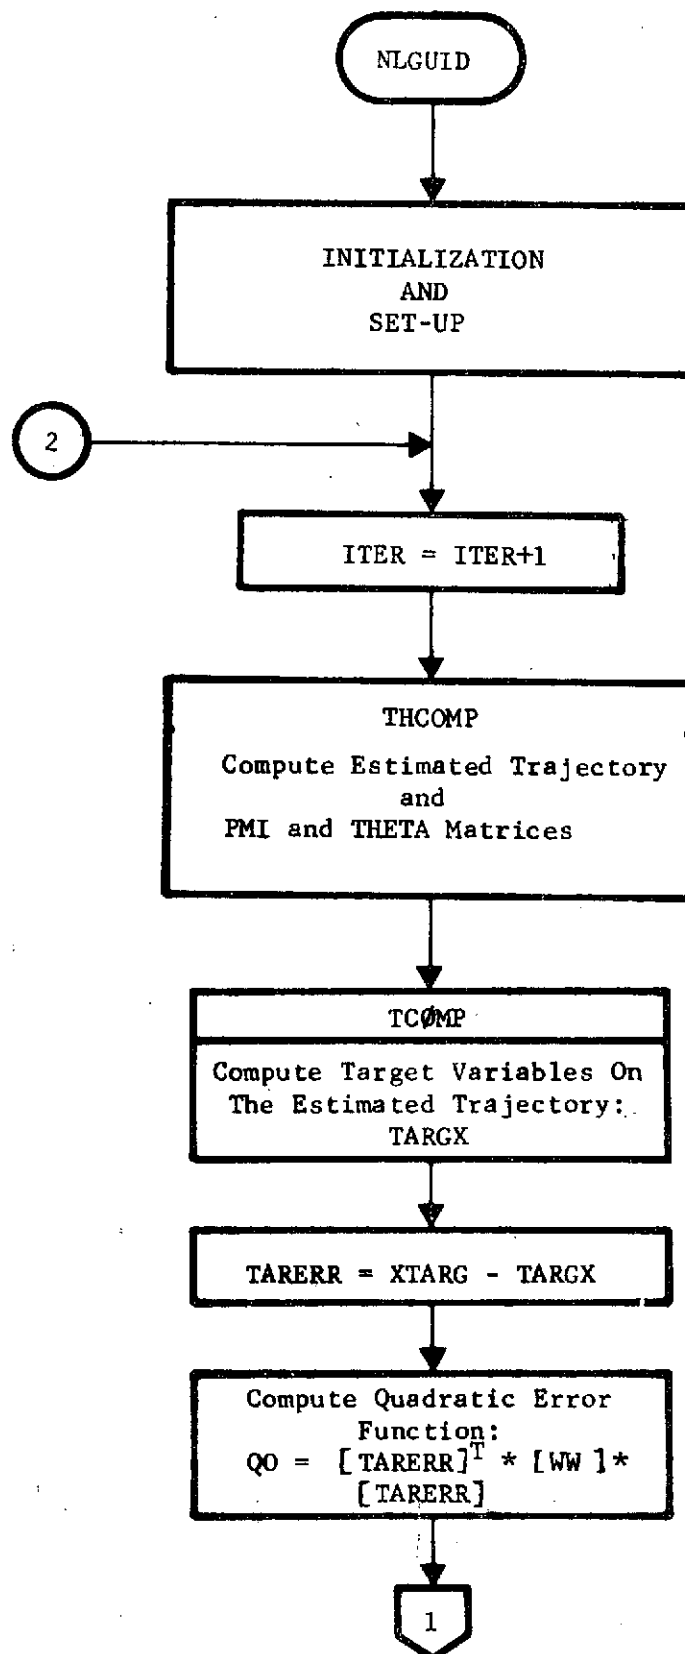 NLGUID
INITIALIZATION
AND
SET-UP
2
ITER = ITER+1
THCOMP
Compute Estimated Trajectory
and
PMI and THETA Matrices
TCØMP
Compute Target Variables On
The Estimated Trajectory:
TARGX
TARERR = XTARG - TARGX
Compute Quadratic Error
Function:
QO = [TARERR]ᵀ * [WW]*
[TARERR]
1